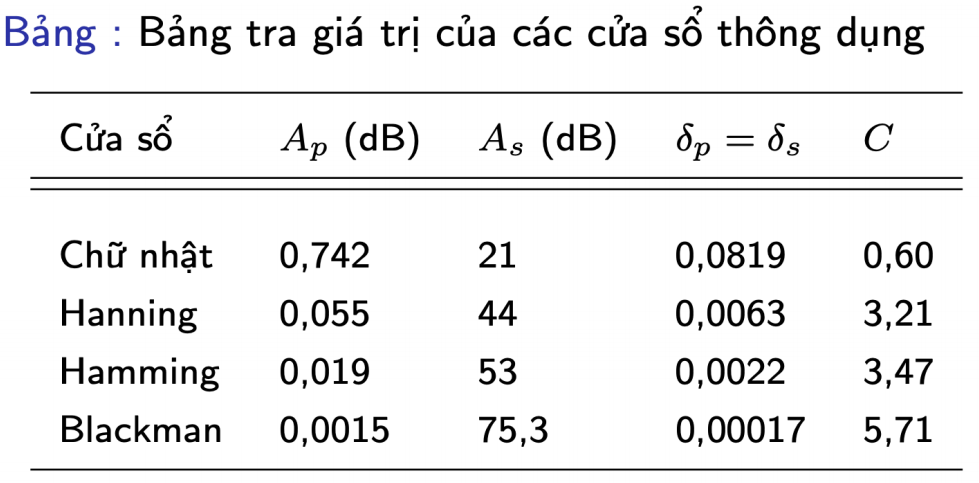 Bảng : Bảng tra giá trị của các cửa sổ thông dụng
Cửa sổ A_p (dB) A_s (dB) δ_p = δ_s C
Chữ nhật 0,742 21 0,0819 0,60
Hanning 0,055 44 0,0063 3,21
Hamming 0,019 53 0,0022 3,47
Blackman 0,0015 75,3 0,00017 5,71